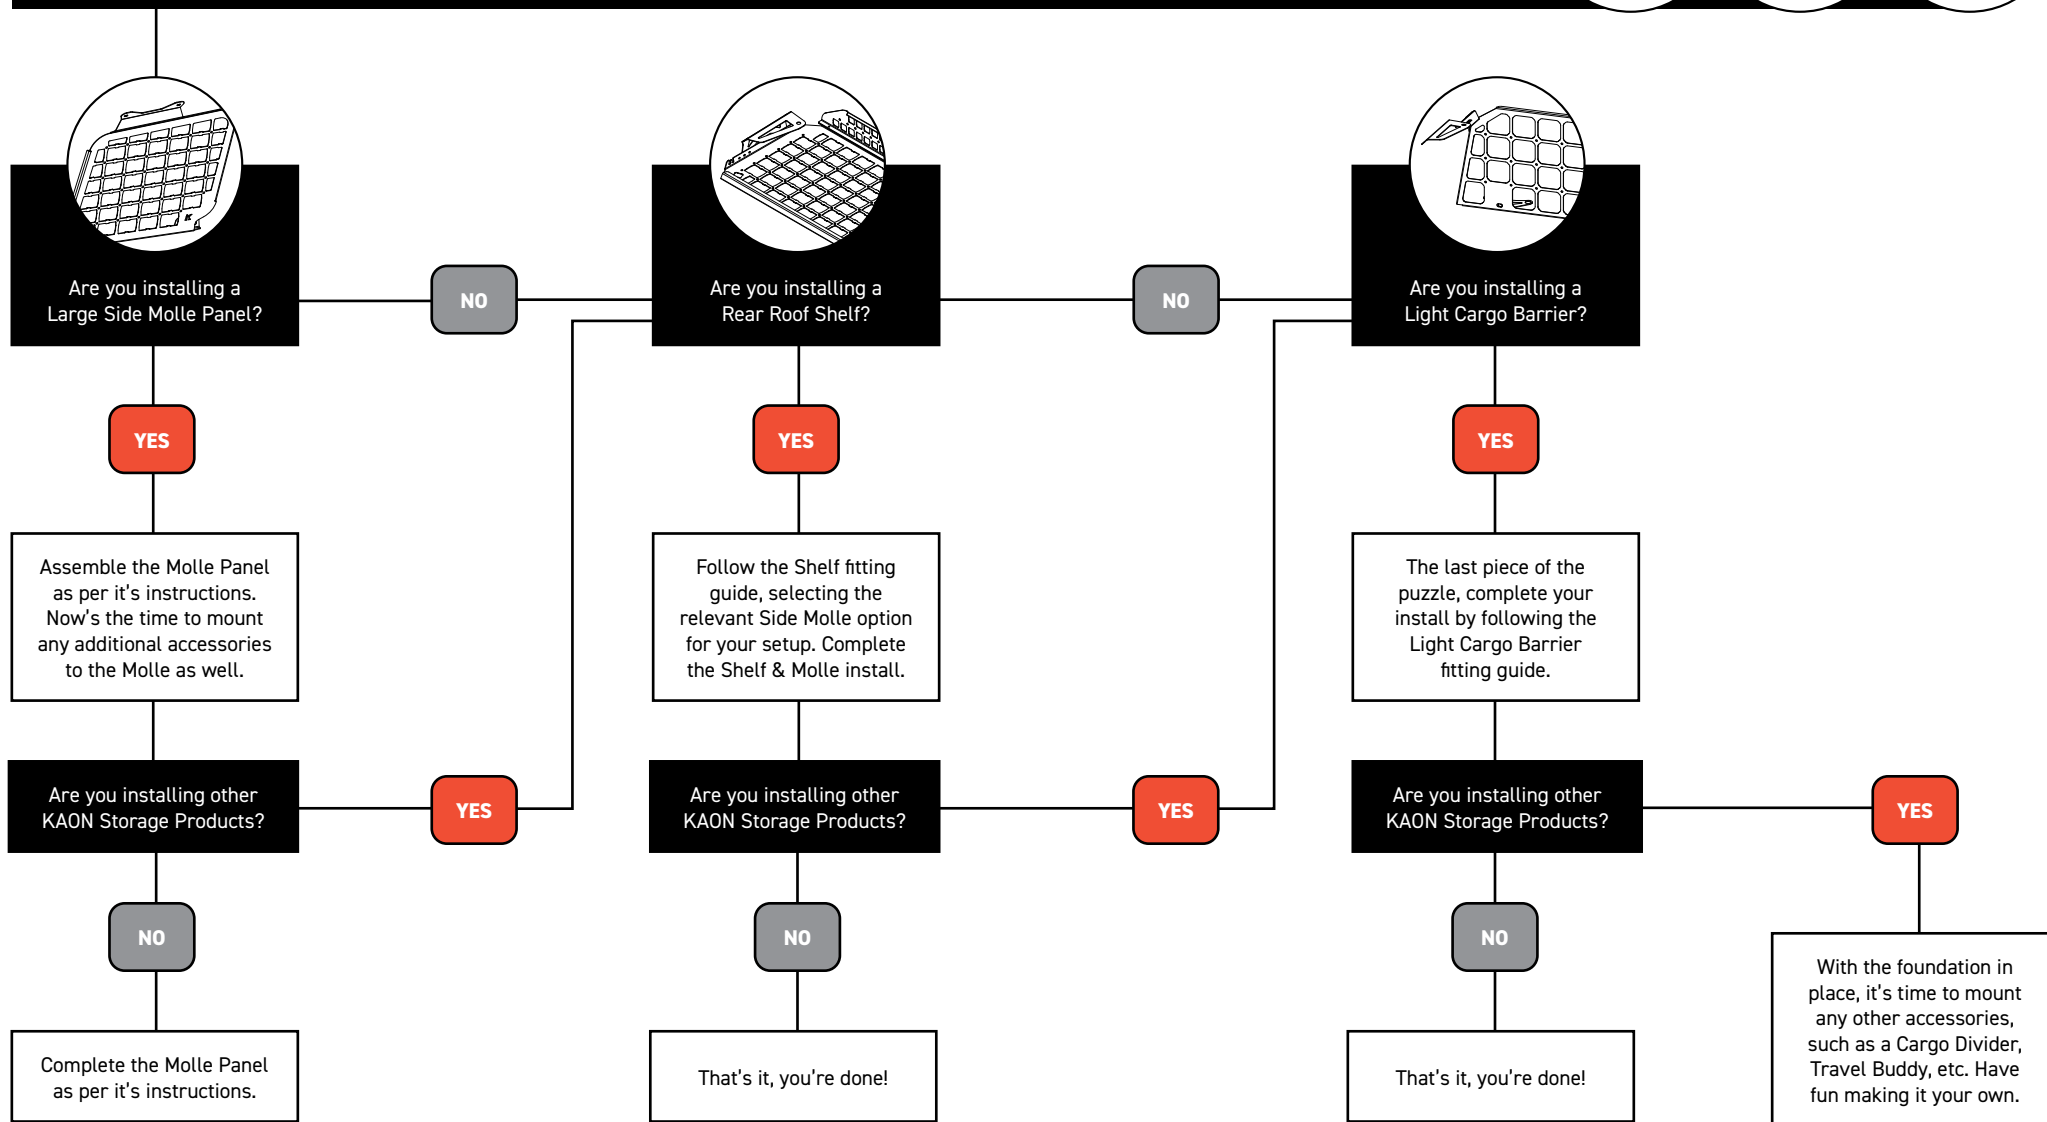 Are you installing a
Large Side Molle Panel?
NO
Are you installing a
Rear Roof Shelf?
NO
Are you installing a
Light Cargo Barrier?
YES
YES
YES
Assemble the Molle Panel
as per it's instructions.
Now's the time to mount
any additional accessories
to the Molle as well.
Follow the Shelf fitting
guide, selecting the
relevant Side Molle option
for your setup. Complete
the Shelf & Molle install.
The last piece of the
puzzle, complete your
install by following the
Light Cargo Barrier
fitting guide.
Are you installing other
KAON Storage Products?
YES
Are you installing other
KAON Storage Products?
YES
Are you installing other
KAON Storage Products?
YES
NO
NO
NO
Complete the Molle Panel
as per it's instructions.
That's it, you're done!
That's it, you're done!
With the foundation in
place, it's time to mount
any other accessories,
such as a Cargo Divider,
Travel Buddy, etc. Have
fun making it your own.